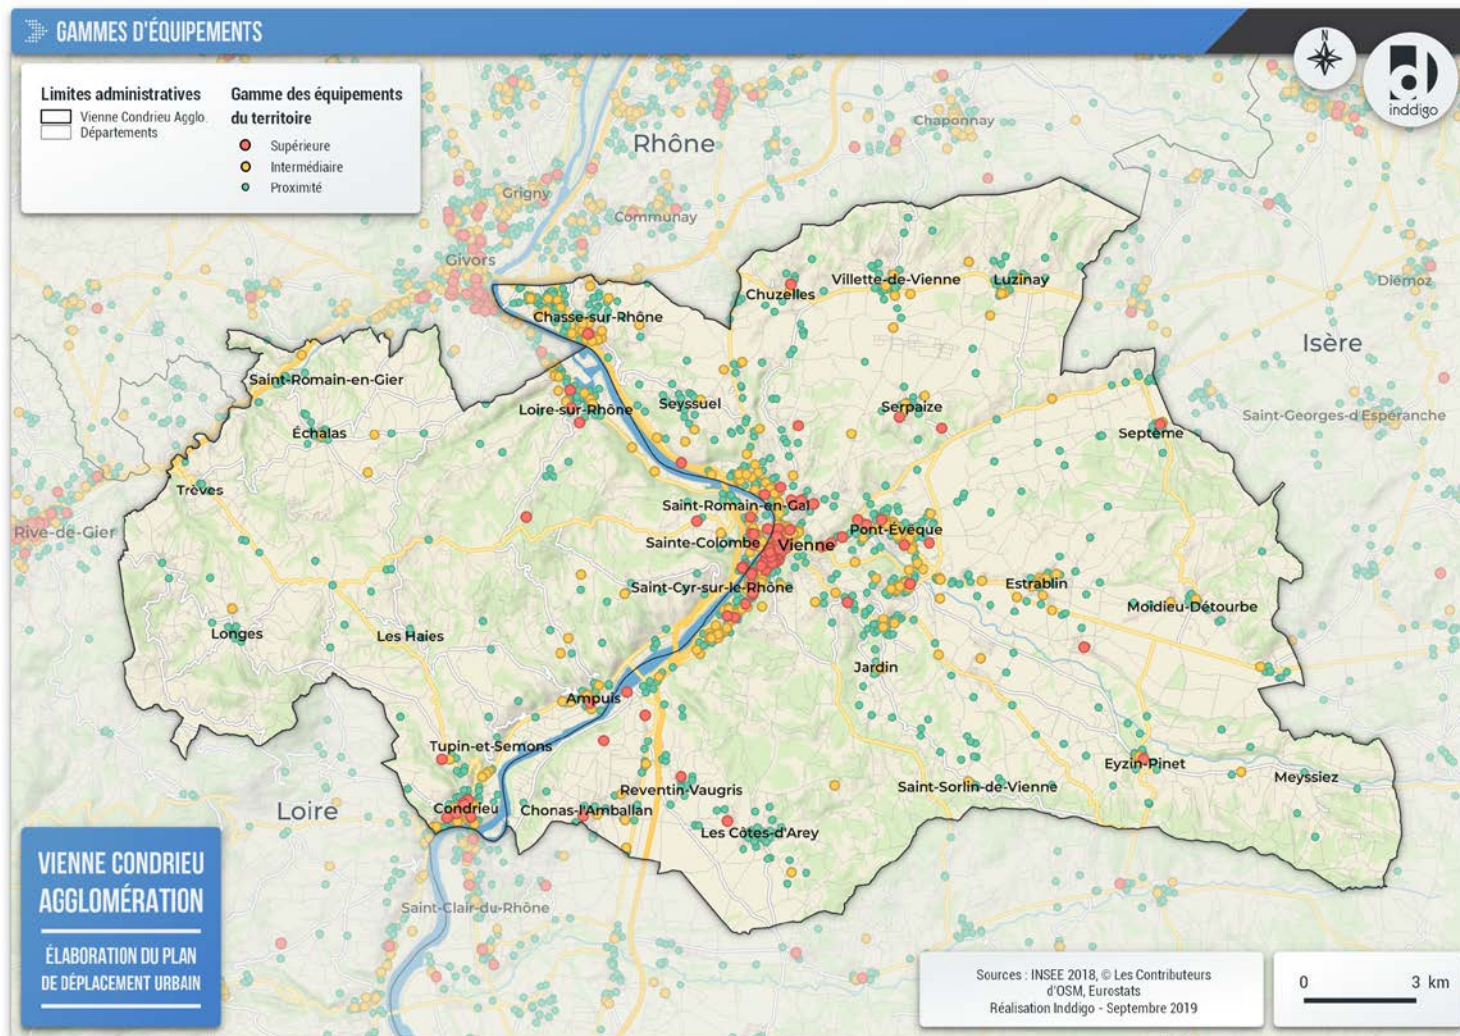 GAMMES D'ÉQUIPEMENTS
N
inddigo
Limites administratives
Vienne Condrieu Agglo.
Départements
Gamme des équipements
du territoire
Supérieure
Intermédiaire
Proximité
Rhône
Chaponnay
Grigny
Communay
Givors
Villette-de-Vienne
Luzinay
Chuzelles
Diémoz
Chasse-sur-Rhône
Isère
Saint-Romain-en-Gier
Loire-sur-Rhône
Seyssuel
Serpaize
Saint-Georges-d'Espéranche
Échalas
Septème
Trèves
Saint-Romain-en-Gal
Rive-de-Gier
Pont-Évêque
Sainte-Colombe
Vienne
Saint-Cyr-sur-le-Rhône
Estrablin
Moidieu-Détourbe
Longes
Les Haies
Jardin
Ampuis
Tupin-et-Semons
Eyzin-Pinet
Meyssiez
Reventin-Vaugris
Saint-Sorlin-de-Vienne
Loire
Condrieu
Chonas-l'Amballan
Les Côtes-d'Arey
Saint-Clair-du-Rhône
VIENNE CONDRIEU
AGGLOMÉRATION
ÉLABORATION DU PLAN
DE DÉPLACEMENT URBAIN
Sources : INSEE 2018, © Les Contributeurs
d'OSM, Eurostats
Réalisation Inddigo - Septembre 2019
0 3 km